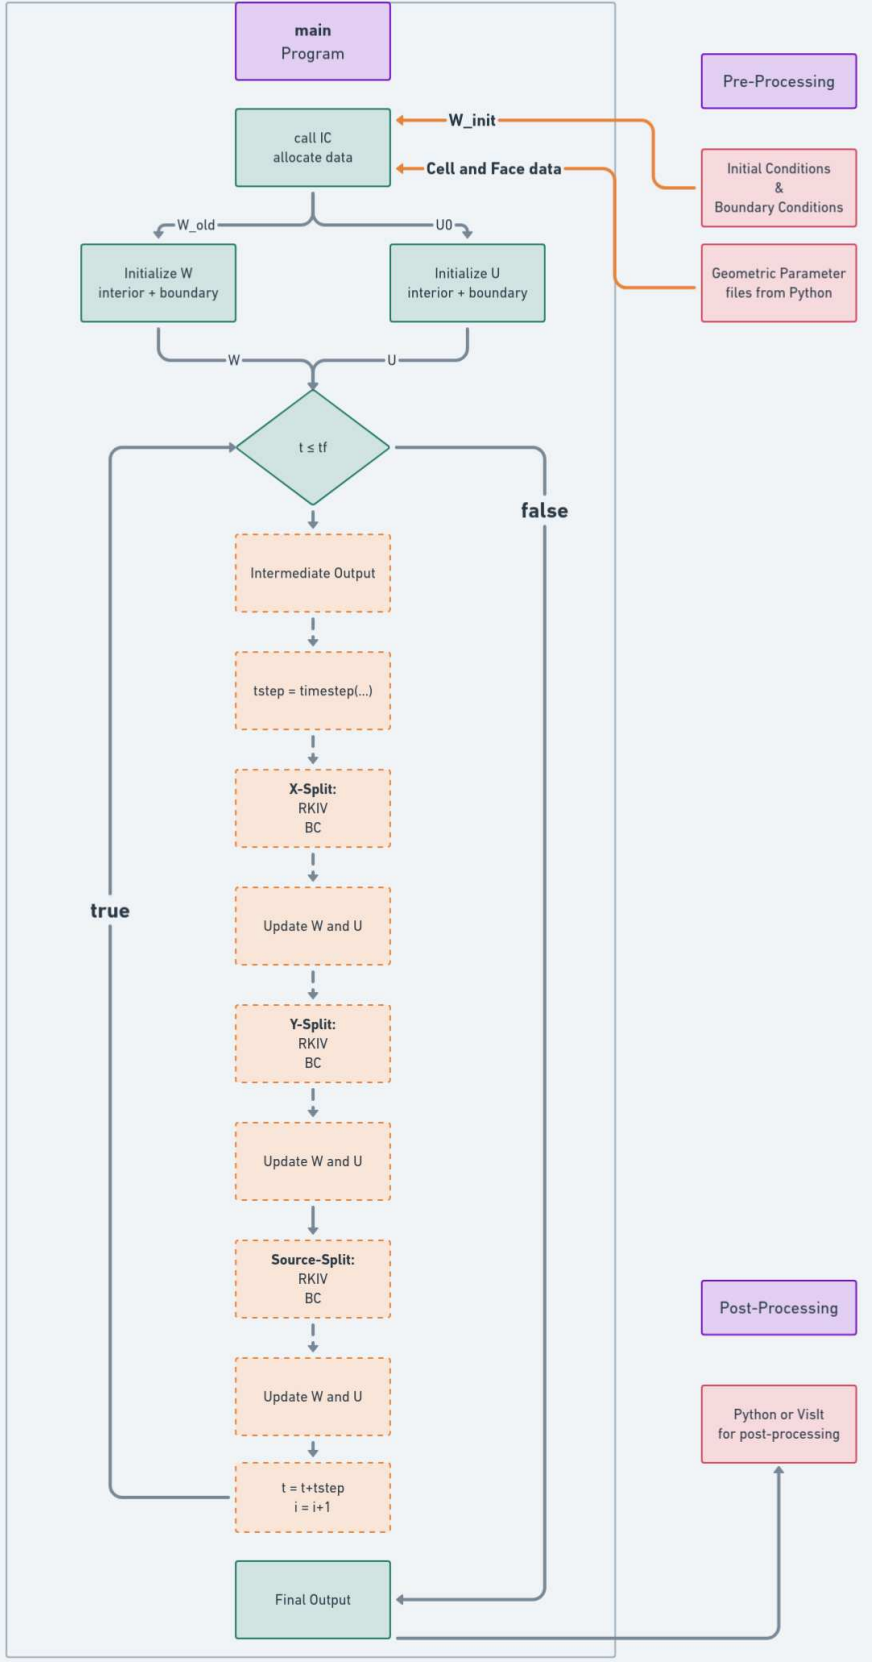 main
Program
Pre-Processing
call IC
allocate data
W_init
Cell and Face data
Initial Conditions
&
Boundary Conditions
W_old
U0
Initialize W
interior + boundary
Initialize U
interior + boundary
Geometric Parameter
files from Python
W
U
t ≤ tf
false
Intermediate Output
tstep = timestep(...)
X-Split:
RKIV
BC
true
Update W and U
Y-Split:
RKIV
BC
Update W and U
Source-Split:
RKIV
BC
Post-Processing
Update W and U
Python or VisIt
for post-processing
t = t+tstep
i = i+1
Final Output